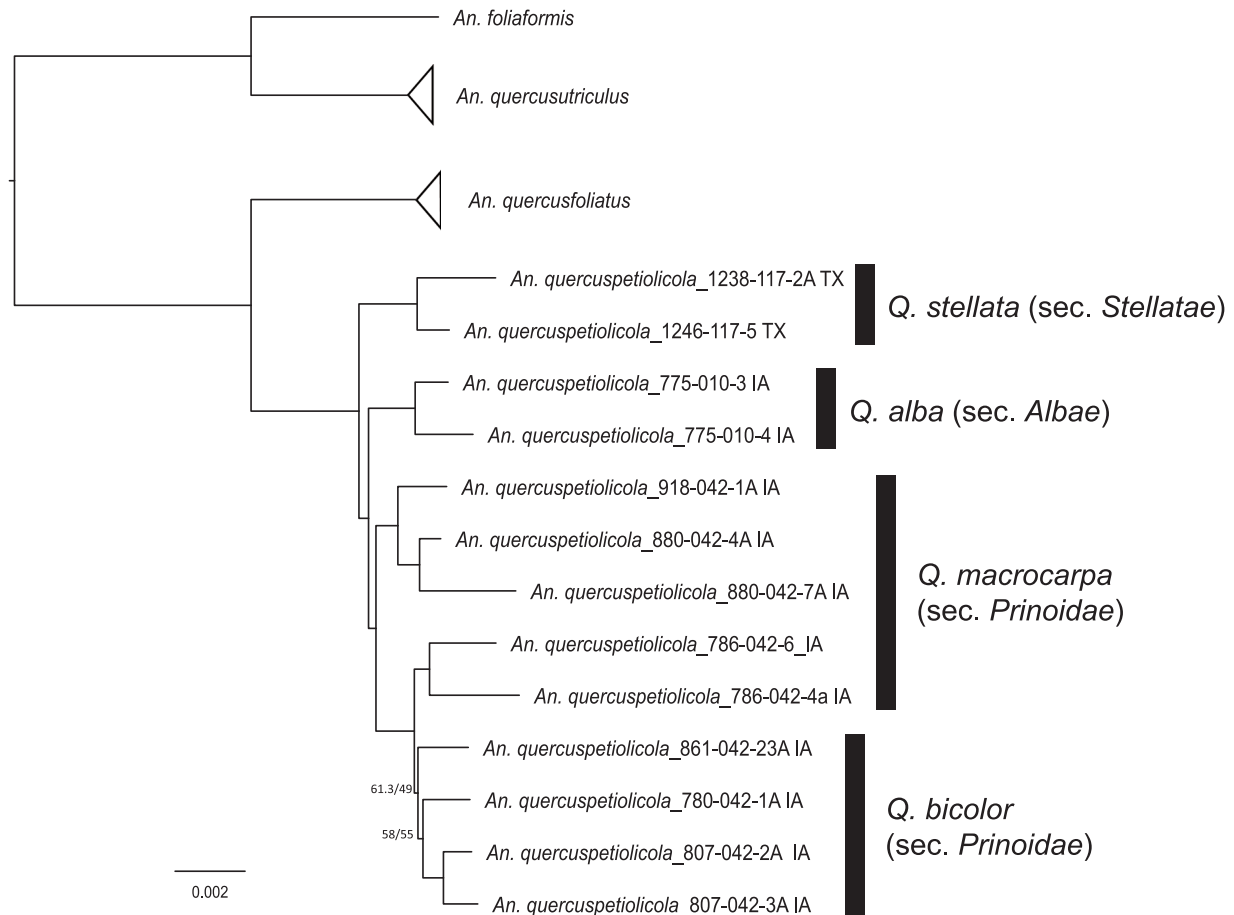 An. foliaformis
An. quercusutriculus
An. quercusfoliatus
An. quercuspetiolicola_1238-117-2A TX
An. quercuspetiolicola_1246-117-5 TX
Q. stellata (sec. Stellatae)
An. quercuspetiolicola_775-010-3 IA
An. quercuspetiolicola_775-010-4 IA
Q. alba (sec. Albae)
An. quercuspetiolicola_918-042-1A IA
An. quercuspetiolicola_880-042-4A IA
An. quercuspetiolicola_880-042-7A IA
An. quercuspetiolicola_786-042-6_IA
An. quercuspetiolicola_786-042-4a IA
Q. macrocarpa
(sec. Prinoidae)
An. quercuspetiolicola_861-042-23A IA
61.3/49
An. quercuspetiolicola_780-042-1A IA
58/55
An. quercuspetiolicola_807-042-2A IA
An. quercuspetiolicola_807-042-3A IA
Q. bicolor
(sec. Prinoidae)
0.002